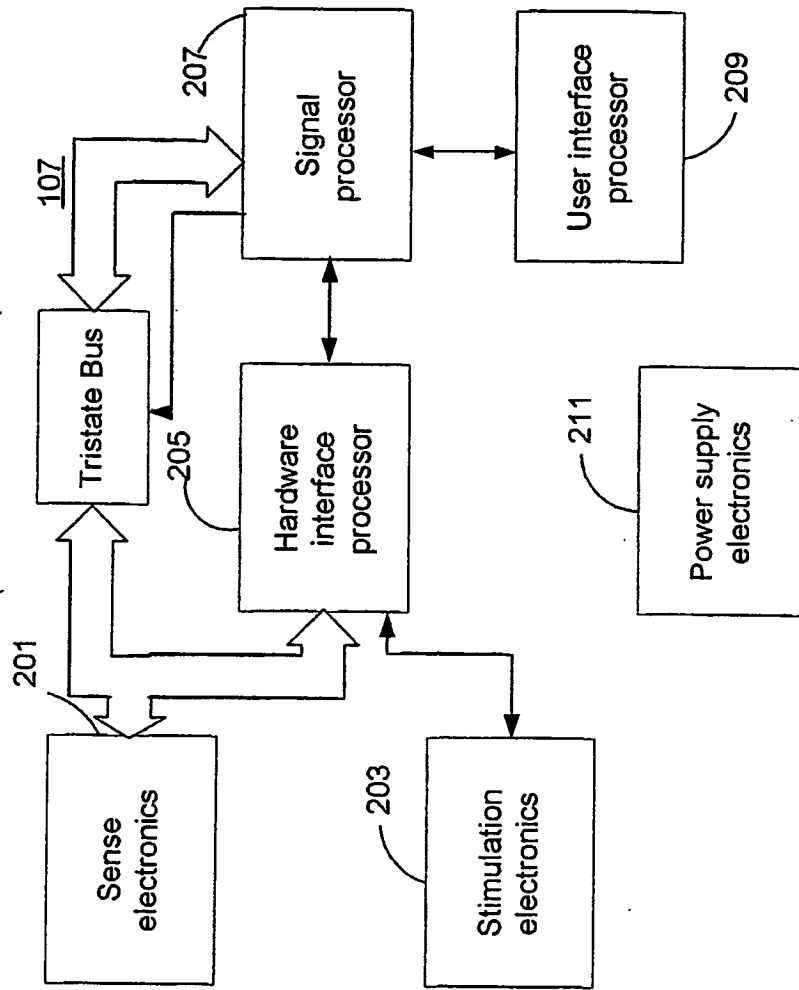 107
201
Sense
electronics
Tristate Bus
207
Signal
processor
205
Hardware
interface
processor
203
Stimulation
electronics
User interface
processor
209
211
Power supply
electronics